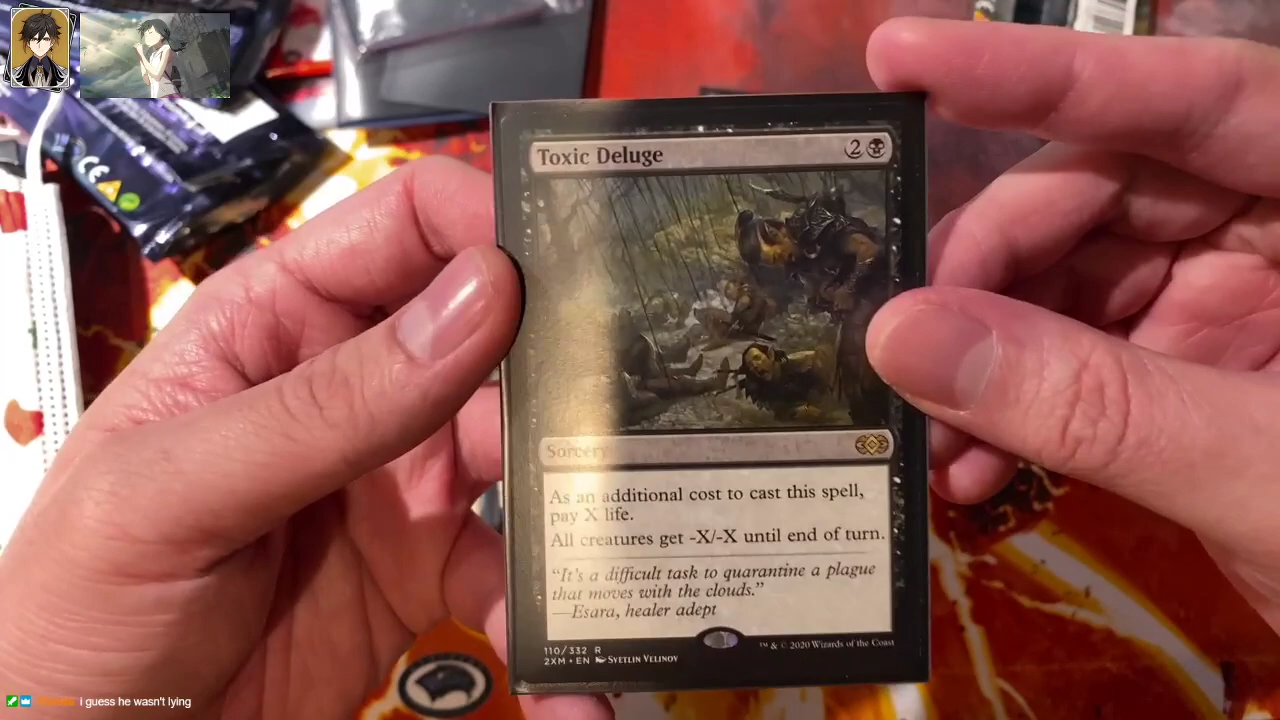 Toxic Deluge
2
Sorcery
As an additional cost to cast this spell,
pay X life.
All creatures get -X/-X until end of turn.
“It’s a difficult task to quarantine a plague
that moves with the clouds.”
—Esara, healer adept
110/332 R
2XM • EN SVETLIN VELINOV
™ & © 2020 Wizards of the Coast
CE
i guess he wasn't lying